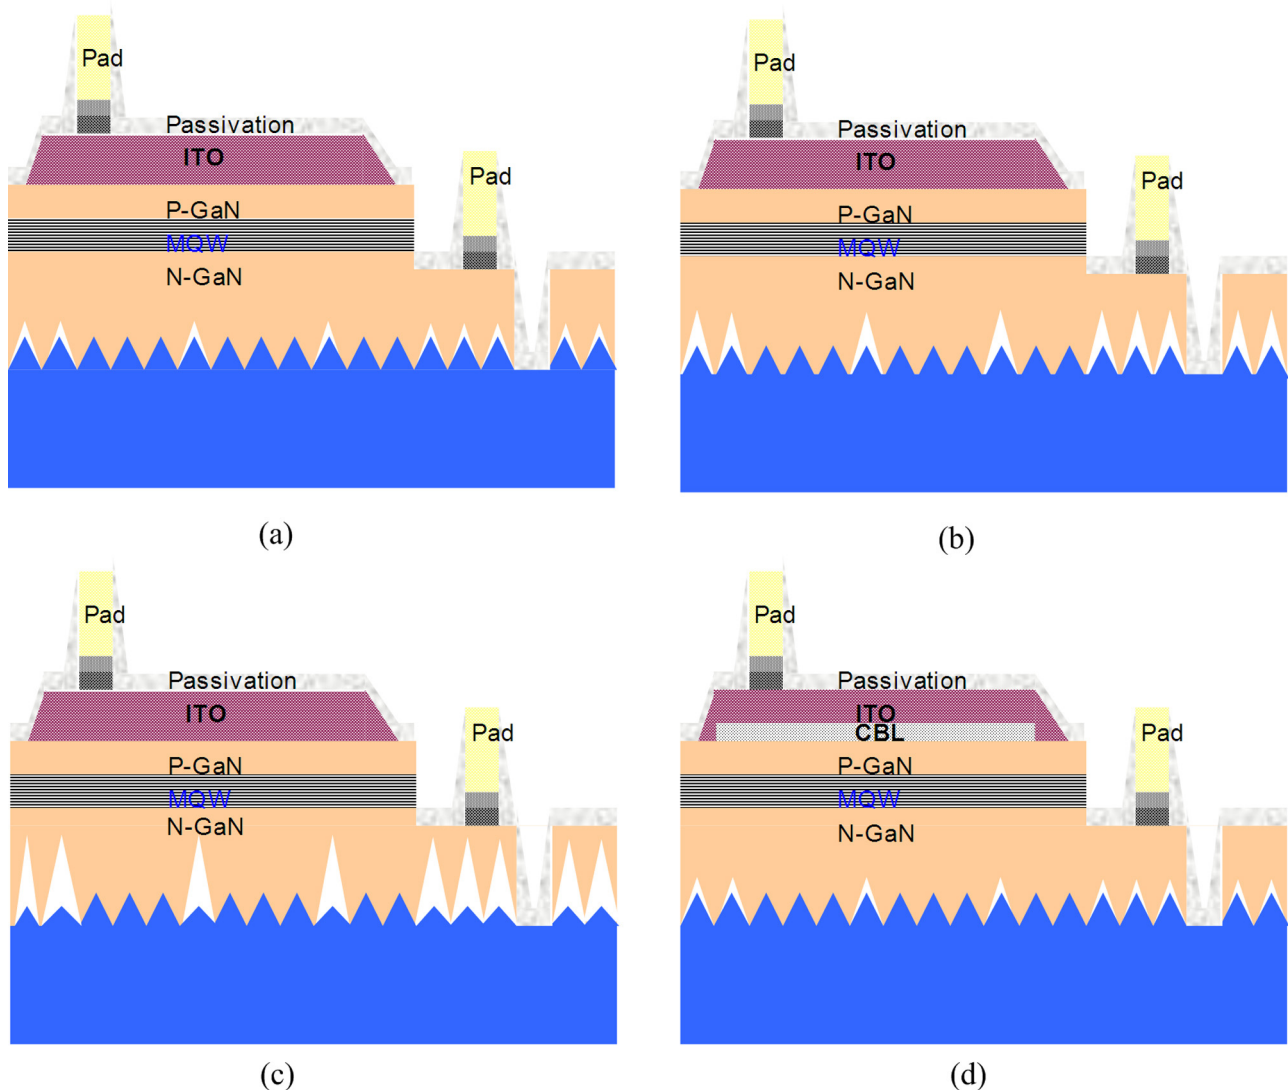 Pad
Passivation
ITO
Pad
P-GaN
MQW
N-GaN
(a)
Pad
Passivation
ITO
Pad
P-GaN
MQW
N-GaN
(b)
Pad
Passivation
ITO
Pad
P-GaN
MQW
N-GaN
(c)
Pad
Passivation
ITO
CBL
Pad
P-GaN
MQW
N-GaN
(d)